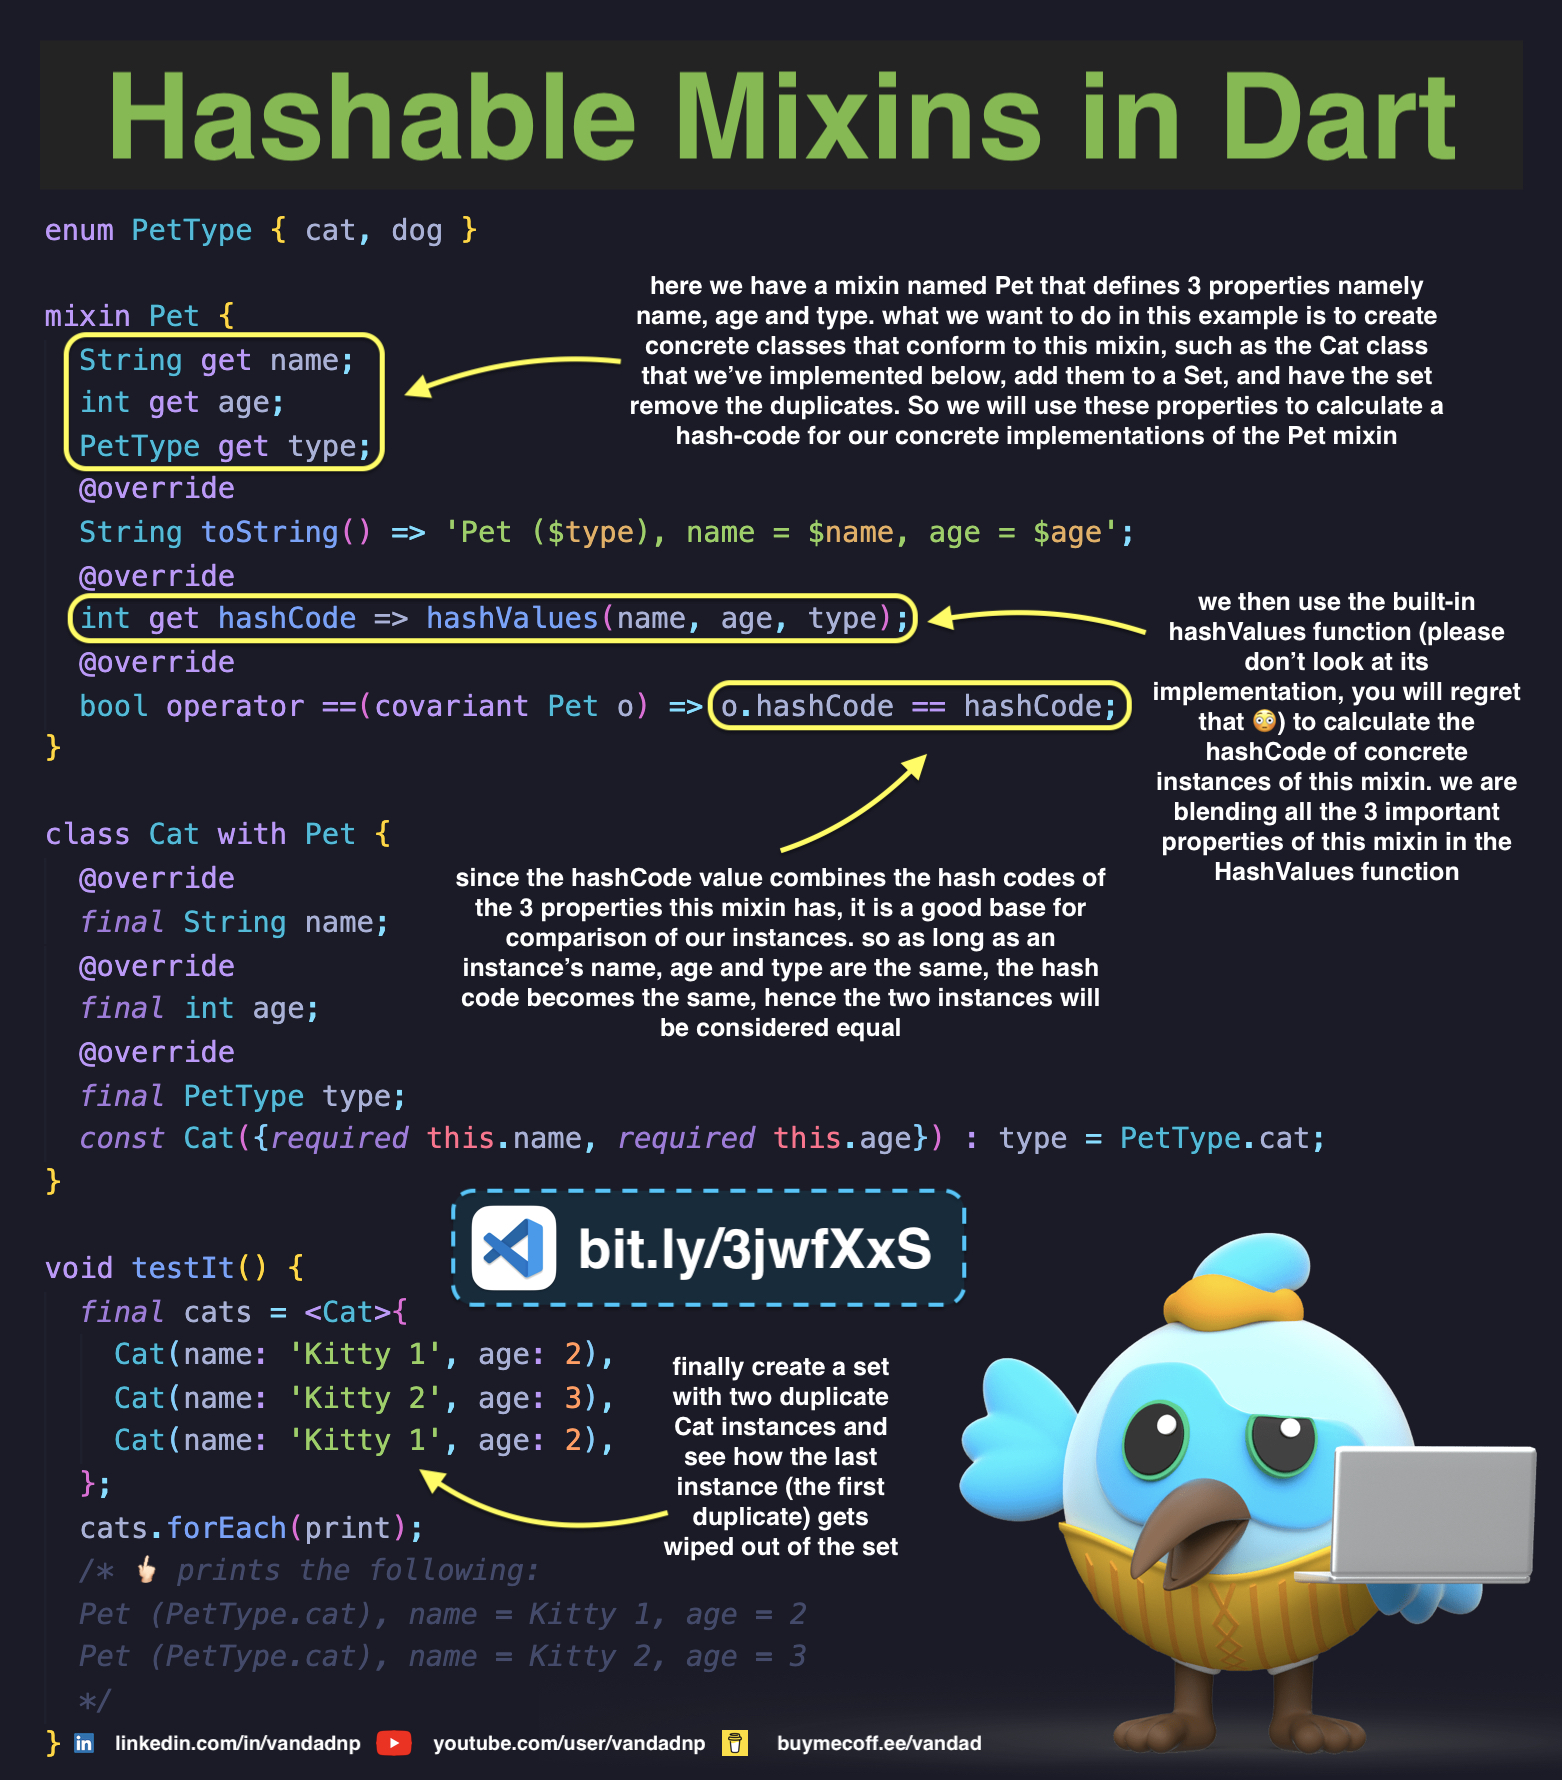 Hashable Mixins in Dart
enum PetType { cat, dog }
mixin Pet {
String get name;
int get age;
PetType get type;
here we have a mixin named Pet that defines 3 properties namely
name, age and type. what we want to do in this example is to create
concrete classes that conform to this mixin, such as the Cat class
that we’ve implemented below, add them to a Set, and have the set
remove the duplicates. So we will use these properties to calculate a
hash-code for our concrete implementations of the Pet mixin
@override
String toString() => 'Pet ($type), name = $name, age = $age';
@override
int get hashCode => hashValues(name, age, type);
@override
bool operator ==(covariant Pet o) => o.hashCode == hashCode;
}
we then use the built-in
hashValues function (please
don’t look at its
implementation, you will regret
that 😳) to calculate the
hashCode of concrete
instances of this mixin. we are
blending all the 3 important
properties of this mixin in the
HashValues function
class Cat with Pet {
@override
final String name;
@override
final int age;
@override
final PetType type;
const Cat({required this.name, required this.age}) : type = PetType.cat;
}
since the hashCode value combines the hash codes of
the 3 properties this mixin has, it is a good base for
comparison of our instances. so as long as an
instance’s name, age and type are the same, the hash
code becomes the same, hence the two instances will
be considered equal
bit.ly/3jwfXxS
void testIt() {
final cats = <Cat>{
Cat(name: 'Kitty 1', age: 2),
Cat(name: 'Kitty 2', age: 3),
Cat(name: 'Kitty 1', age: 2),
};
cats.forEach(print);
/* 👆🏻 prints the following:
Pet (PetType.cat), name = Kitty 1, age = 2
Pet (PetType.cat), name = Kitty 2, age = 3
*/
}
finally create a set
with two duplicate
Cat instances and
see how the last
instance (the first
duplicate) gets
wiped out of the set
linkedin.com/in/vandadnp
youtube.com/user/vandadnp
buymecoff.ee/vandad